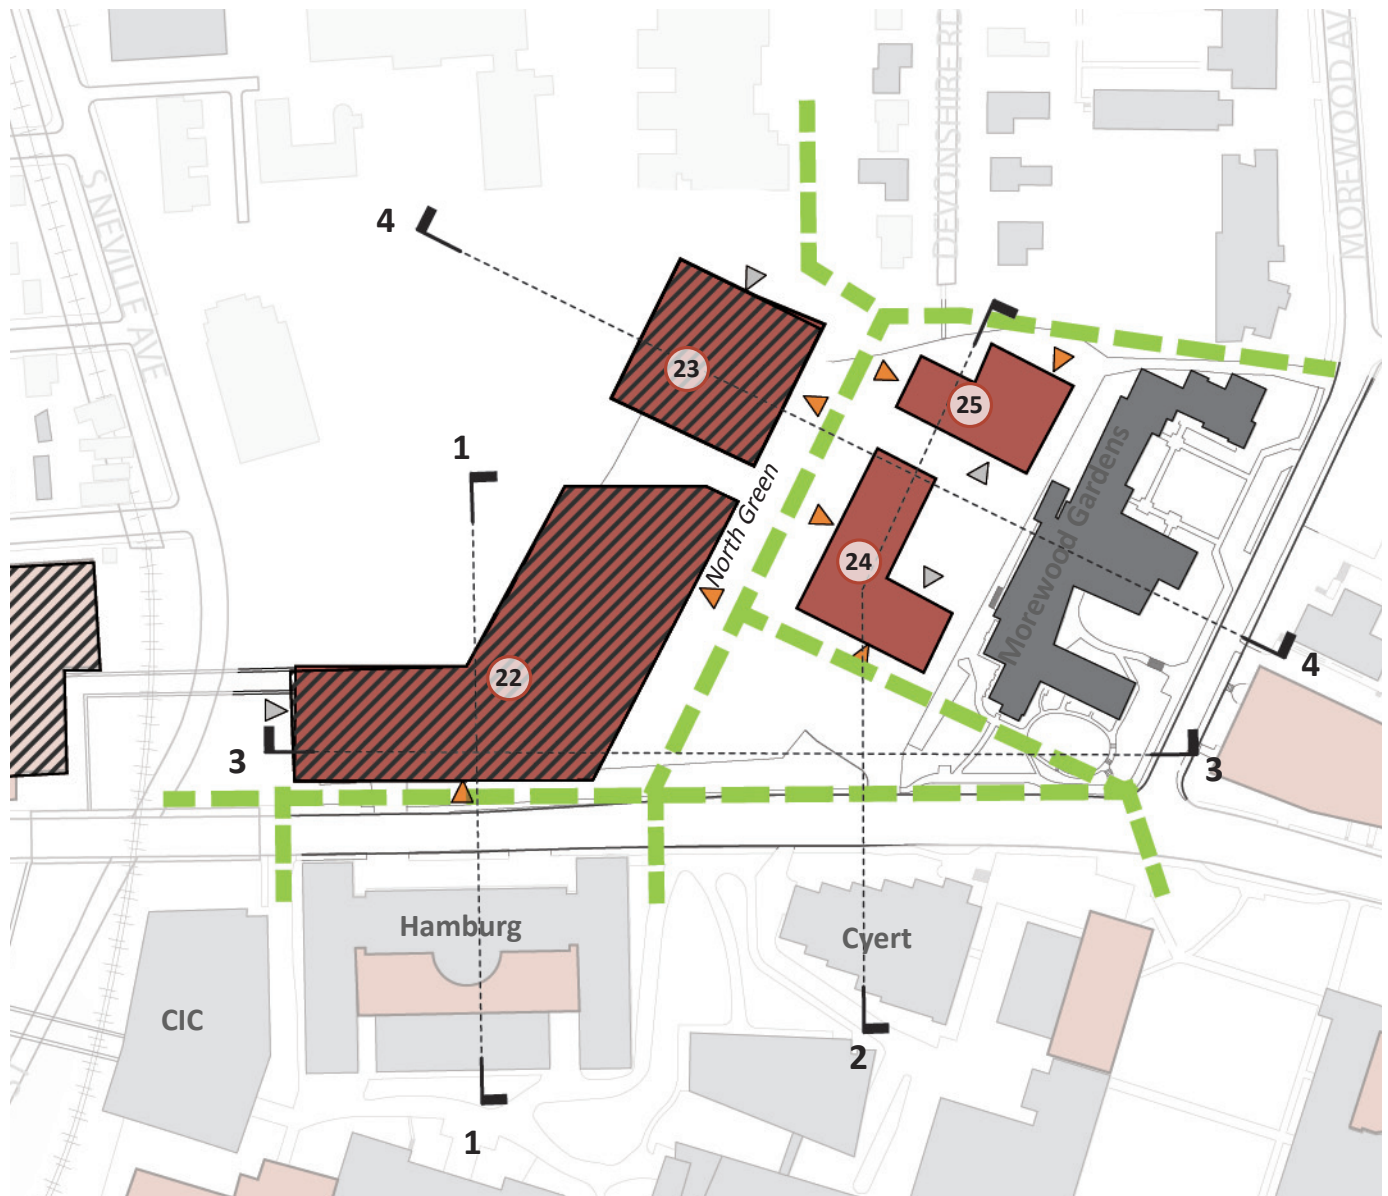 DEVONSHIRE RD
MOREWOOD AV
S NEVILLE AVE
4
23
25
1
North Green
Morewood Gardens
24
22
4
3
3
Hamburg
Cyert
CIC
2
1